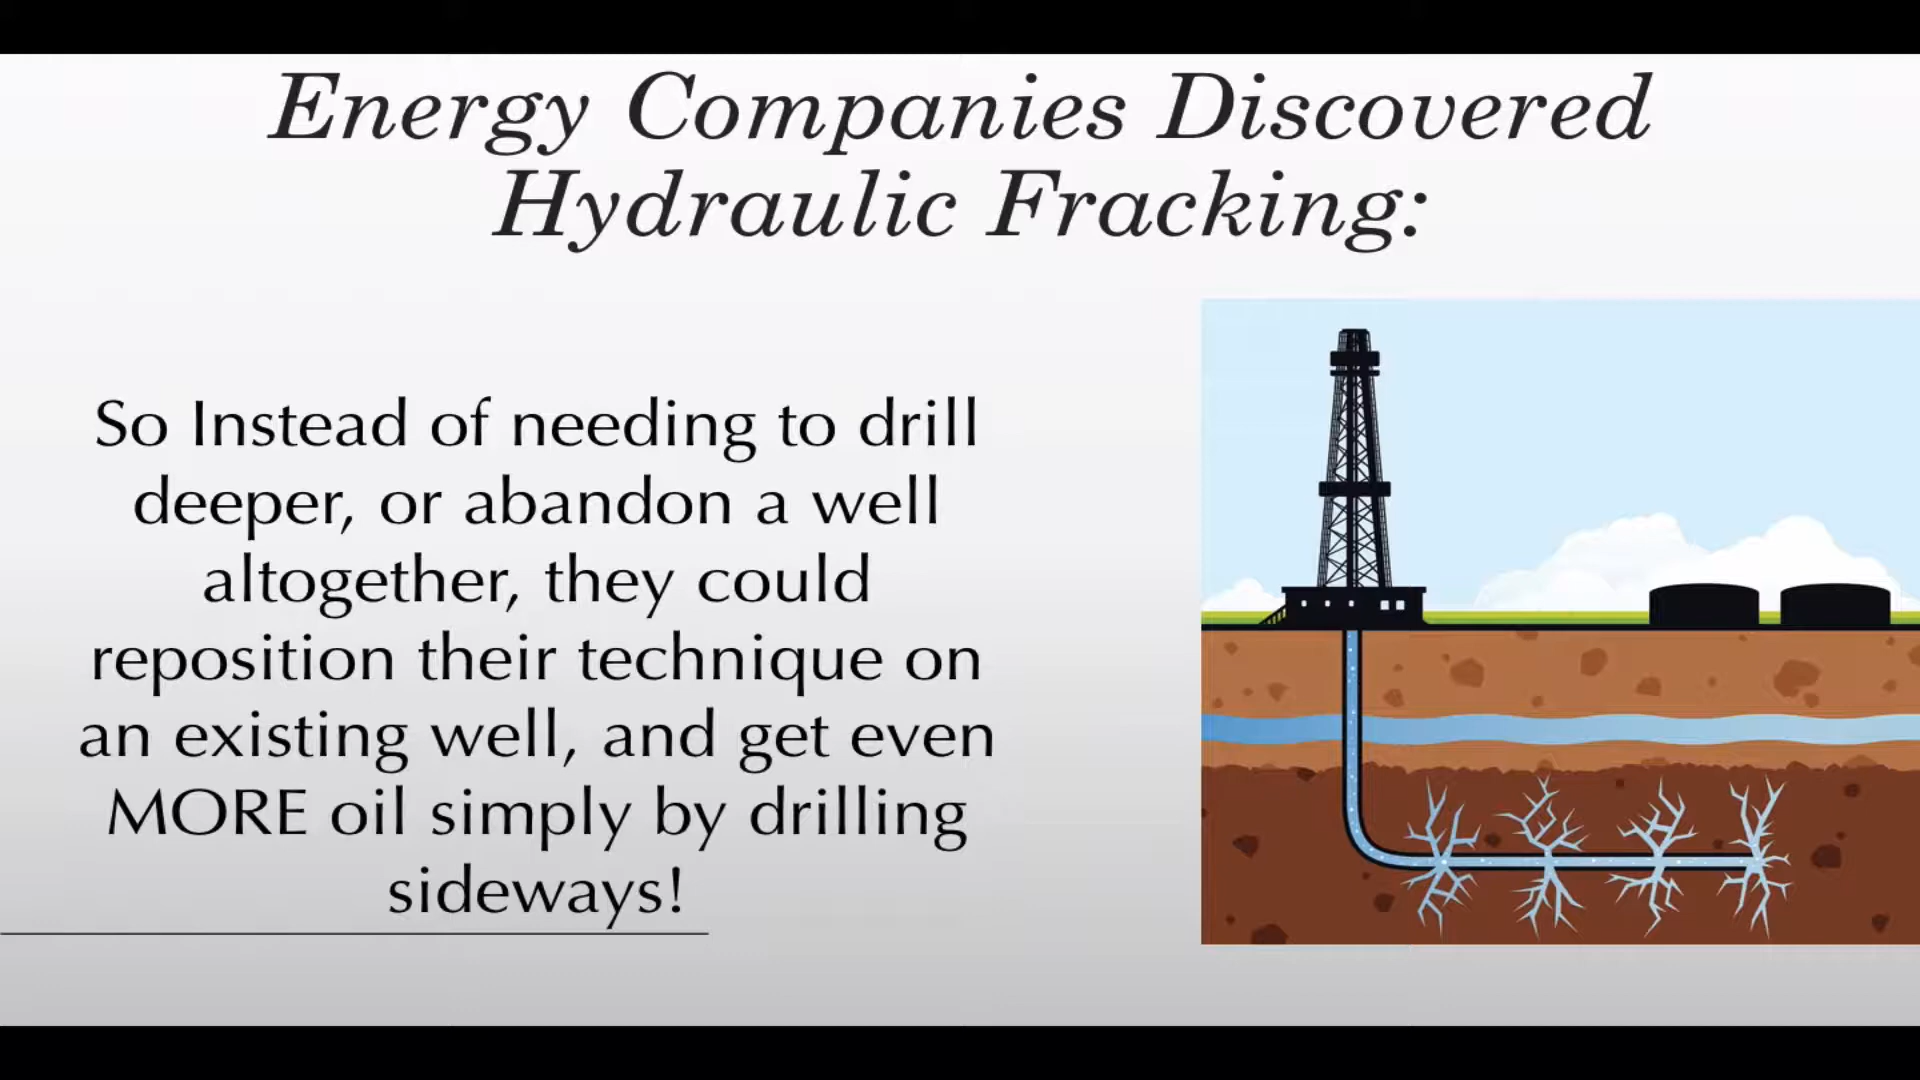 Energy Companies Discovered
Hydraulic Fracking:
So Instead of needing to drill
deeper, or abandon a well
altogether, they could
reposition their technique on
an existing well, and get even
MORE oil simply by drilling
sideways!